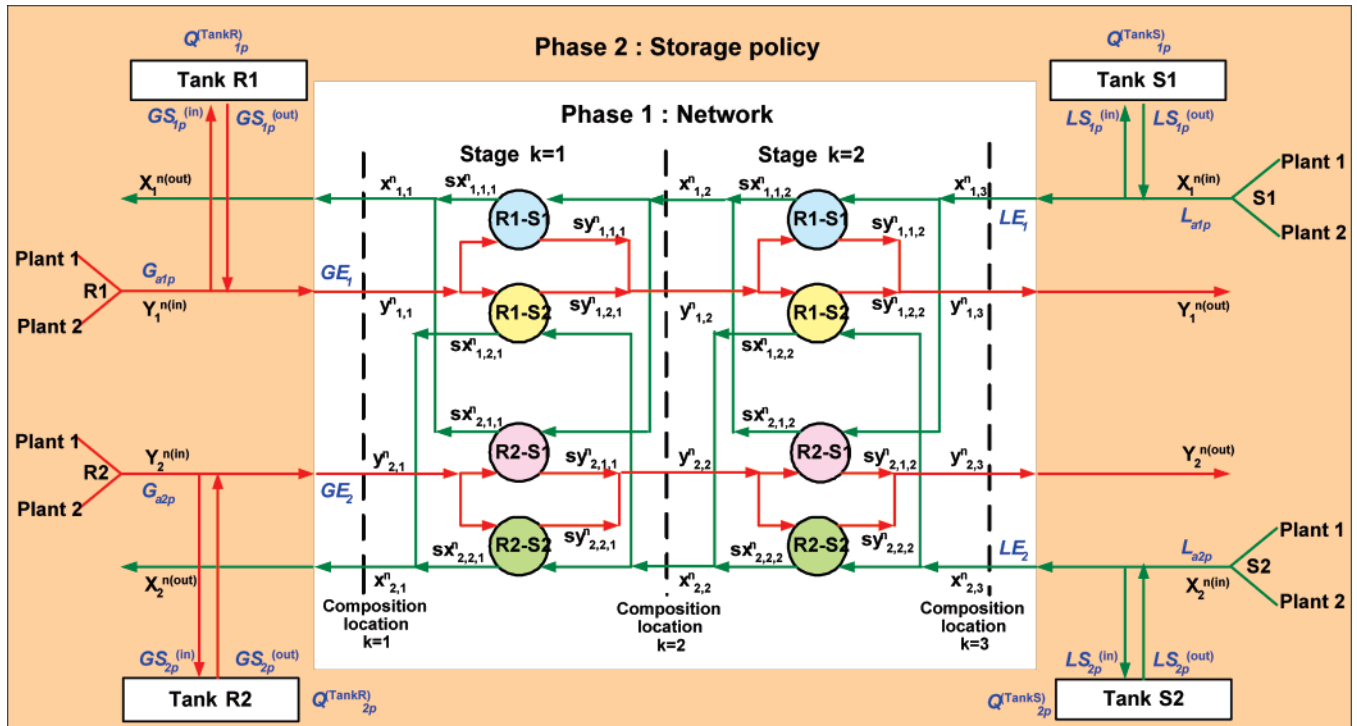 Phase 2 : Storage policy
Q(TankR)1p
Tank R1
GS1p(in) GS1p(out)
Q(TankS)1p
Tank S1
LS1p(in) LS1p(out)
Phase 1 : Network
Stage k=1
Stage k=2
X1n(out)
xn1,1
sxn1,1,1
R1-S1
syn1,1,1
xn1,2
sxn1,1,2
R1-S1
syn1,1,2
xn1,3
LE1
X1n(in)
La1p
Plant 1
S1
Plant 2
Plant 1
R1
Plant 2
Ga1p
Y1n(in)
GE1
yn1,1
R1-S2
syn1,2,1
sxn1,2,1
yn1,2
R1-S2
syn1,2,2
sxn1,2,2
yn1,3
Y1n(out)
Plant 1
R2
Plant 2
Y2n(in)
Ga2p
GE2
yn2,1
sxn2,1,1
R2-S1
syn2,1,1
yn2,2
sxn2,1,2
R2-S1
syn2,1,2
yn2,3
Y2n(out)
X2n(out)
xn2,1
sxn2,2,1
R2-S2
syn2,2,1
xn2,2
sxn2,2,2
R2-S2
syn2,2,2
xn2,3
LE2
La2p
X2n(in)
Plant 1
S2
Plant 2
Composition
location
k=1
Composition
location
k=2
Composition
location
k=3
GS2p(in) GS2p(out)
Tank R2
Q(TankR)2p
LS2p(in) LS2p(out)
Q(TankS)2p
Tank S2